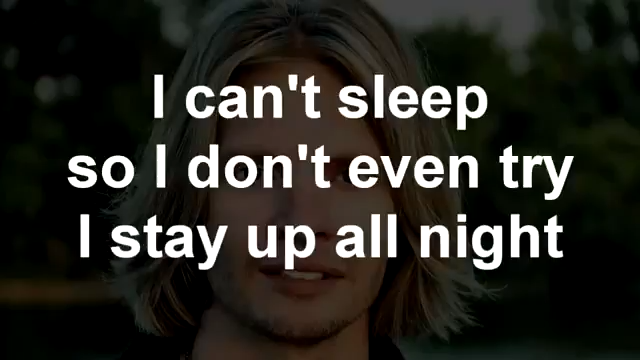 I can't sleep
so I don't even try
I stay up all night